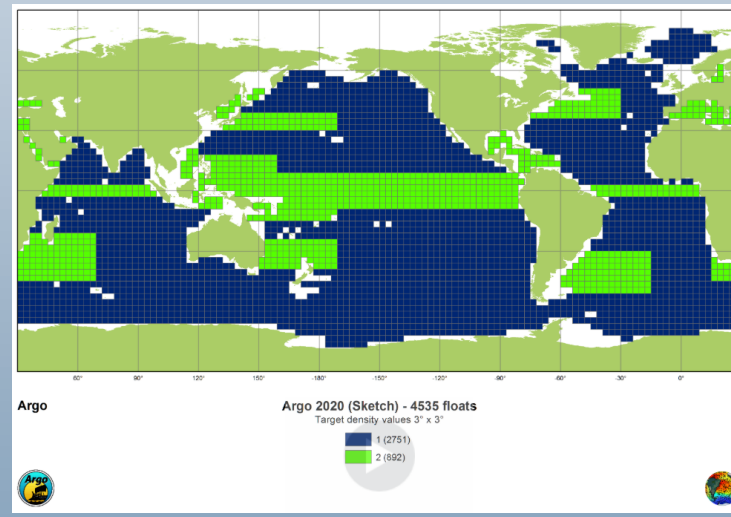 60° 90° 120° 150° -180° -150° -120° -90° -60° -30° 0°
Argo
Argo 2020 (Sketch) - 4535 floats
Target density values 3° x 3°
1 (2751)
2 (892)
Argo